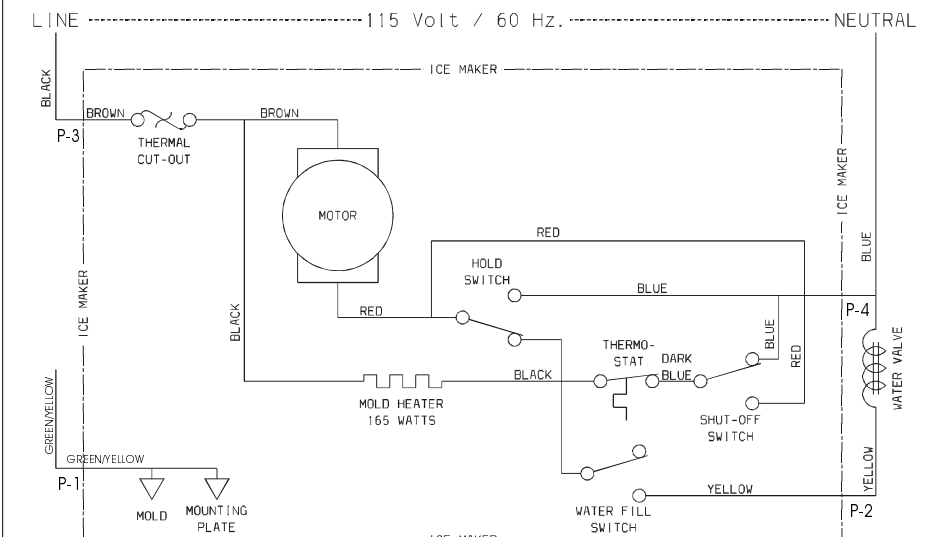 LINE 115 Volt / 60 Hz. NEUTRAL
ICE MAKER
BLACK
BROWN
BROWN
P-3
THERMAL
CUT-OUT
ICE MAKER
MOTOR
RED
HOLD
SWITCH
BLUE
BLUE
P-4
ICE MAKER
BLACK
RED
THERMO-
STAT
DARK
BLUE
BLUE
RED
WATER VALVE
BLACK
MOLD HEATER
165 WATTS
SHUT-OFF
SWITCH
GREEN/YELLOW
GREEN/YELLOW
P-1
MOLD
MOUNTING
PLATE
YELLOW
YELLOW
P-2
WATER FILL
SWITCH
ICE MAKER